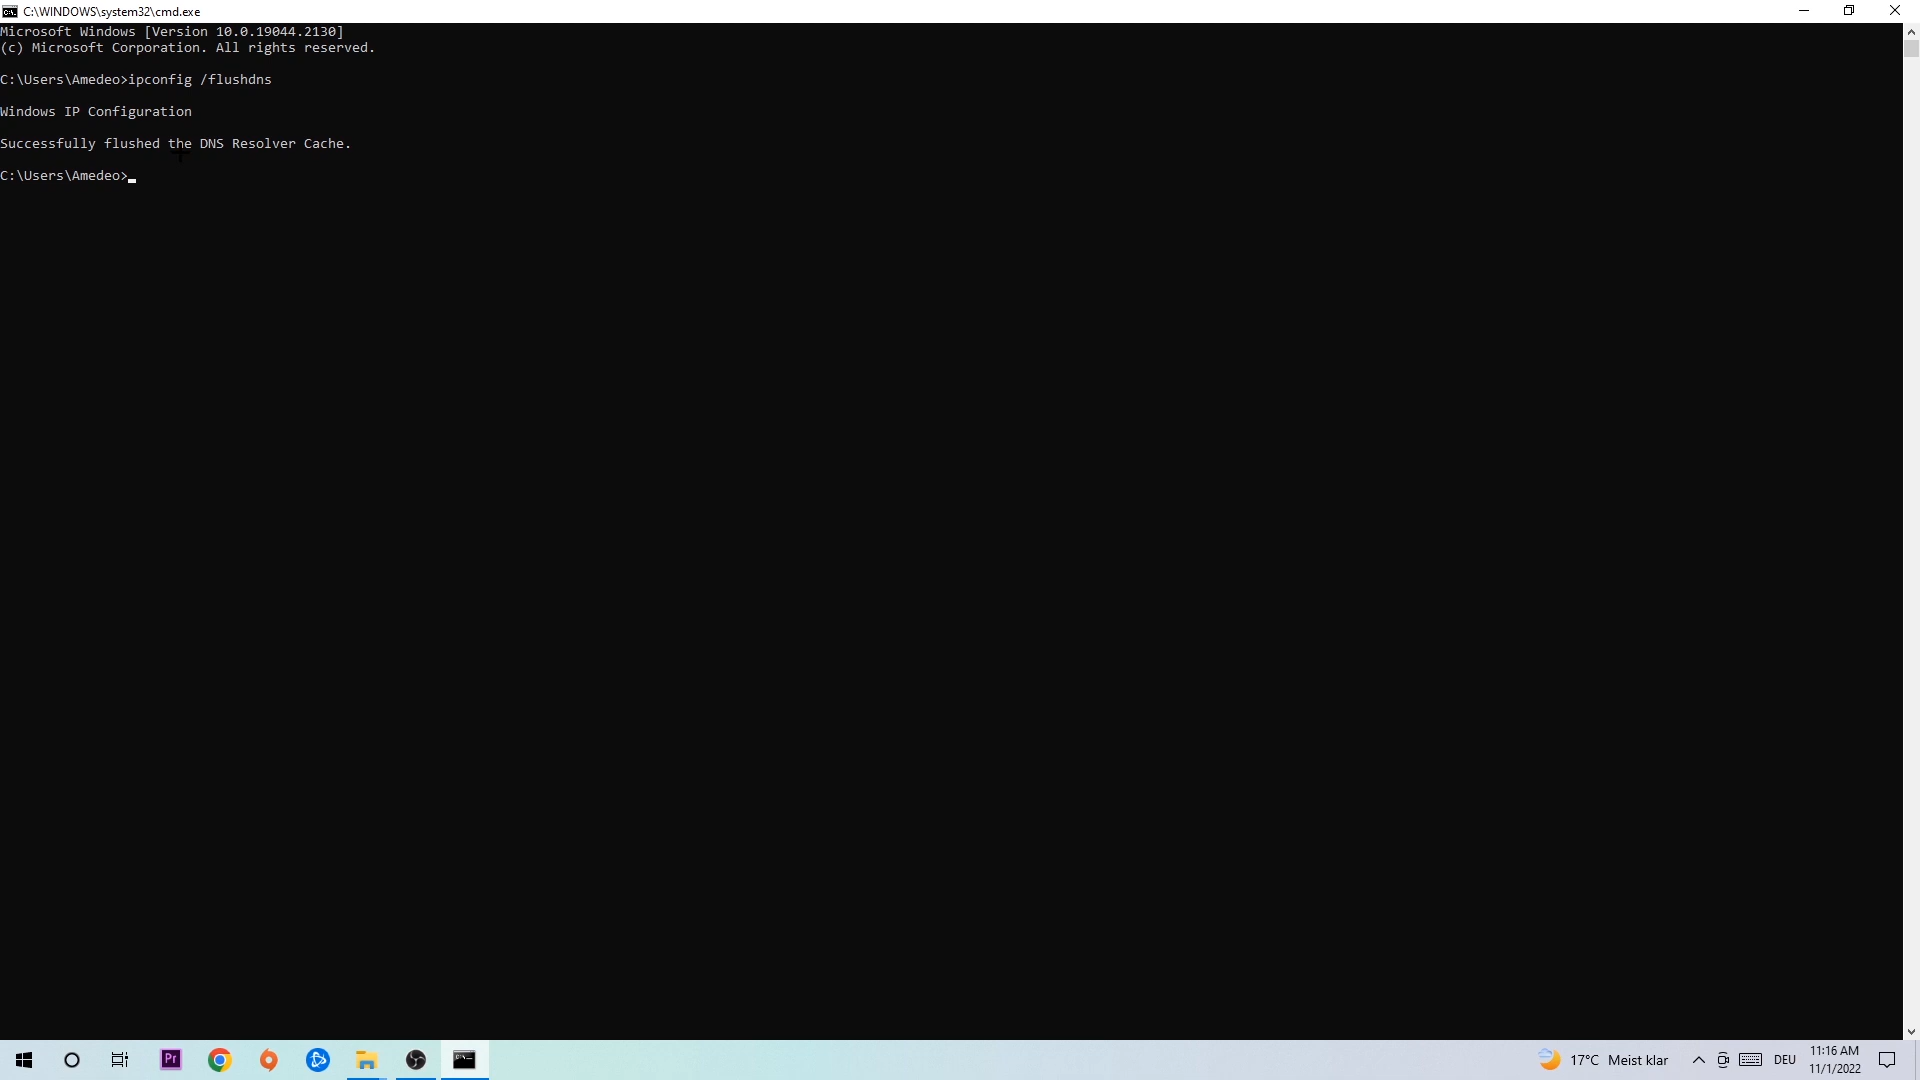 C:\WINDOWS\system32\cmd.exe
Microsoft Windows [Version 10.0.19044.2130]
(c) Microsoft Corporation. All rights reserved.
C:\Users\Amedeo>ipconfig /flushdns
Windows IP Configuration
Successfully flushed the DNS Resolver Cache.
C:\Users\Amedeo>
Pr
17°C Meist klar
DEU
11:16 AM
11/1/2022